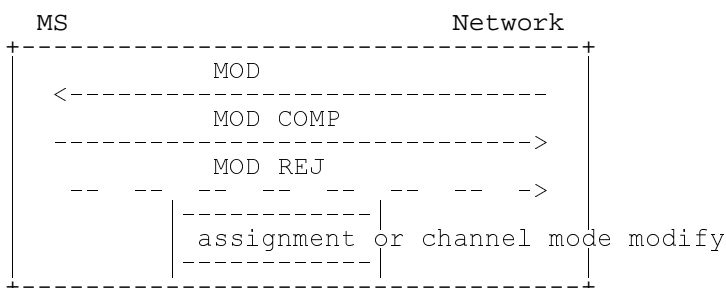 MS Network
MOD
MOD COMP
MOD REJ
assignment or channel mode modify